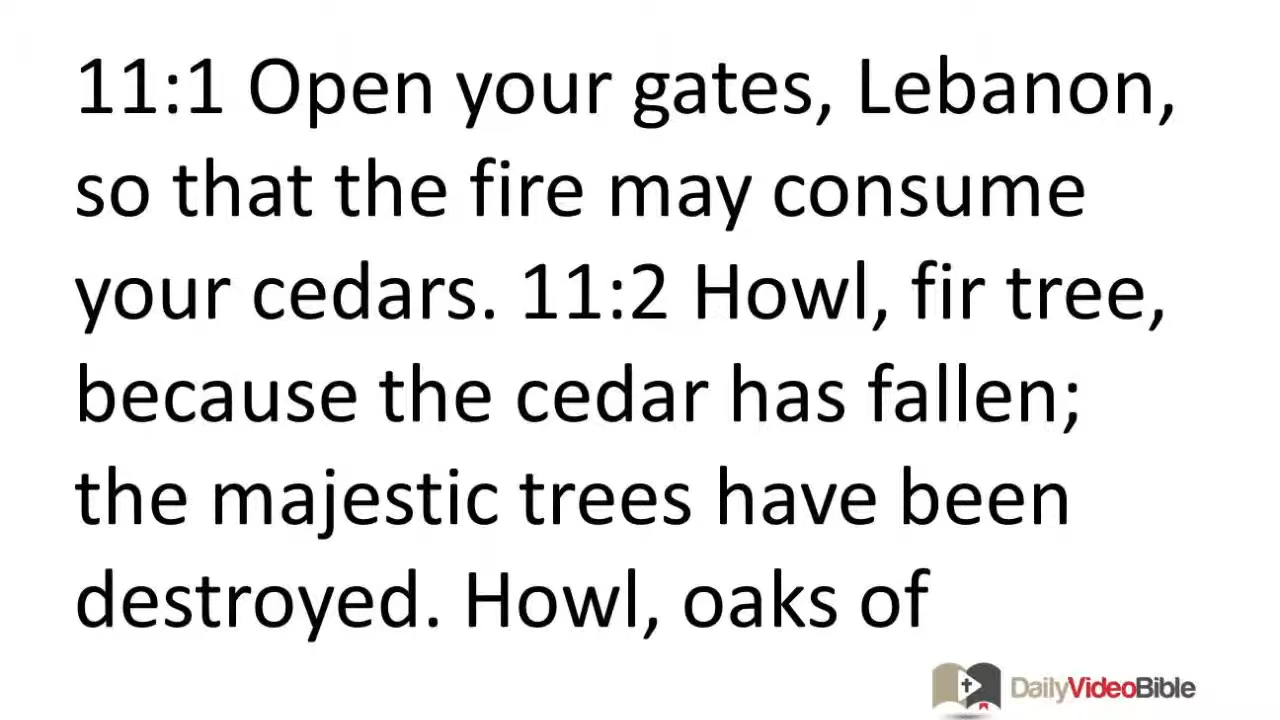 11:1 Open your gates, Lebanon,
so that the fire may consume
your cedars. 11:2 Howl, fir tree,
because the cedar has fallen;
the majestic trees have been
destroyed. Howl, oaks of
DailyVideoBible